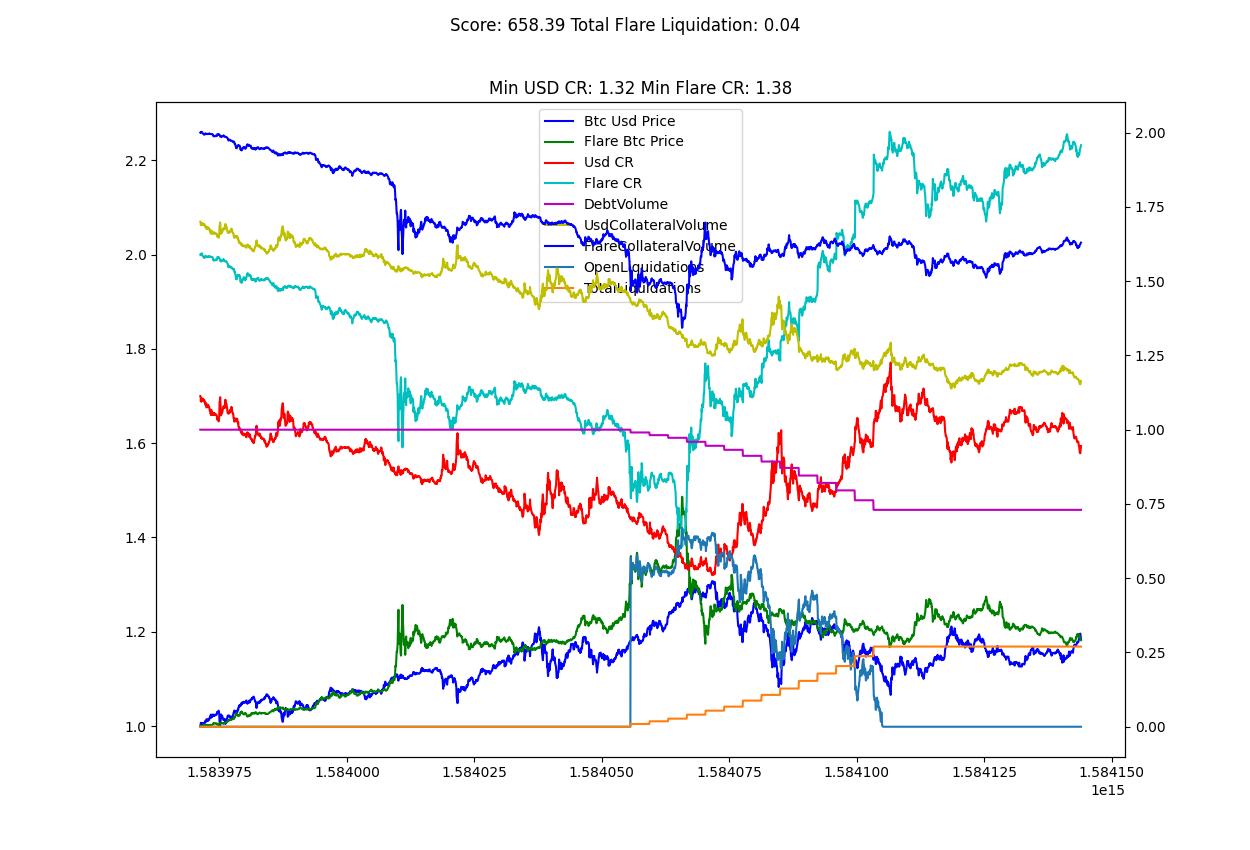 Score: 658.39 Total Flare Liquidation: 0.04
Min USD CR: 1.32 Min Flare CR: 1.38
Btc Usd Price
Flare Btc Price
Usd CR
Flare CR
DebtVolume
UsdCollateralVolume
FlareCollateralVolume
OpenLiquidations
TotalLiquidations
2.2
2.0
1.8
1.6
1.4
1.2
1.0
2.00
1.75
1.50
1.25
1.00
0.75
0.50
0.25
0.00
1.583975 1.584000 1.584025 1.584050 1.584075 1.584100 1.584125 1.584150
1e15